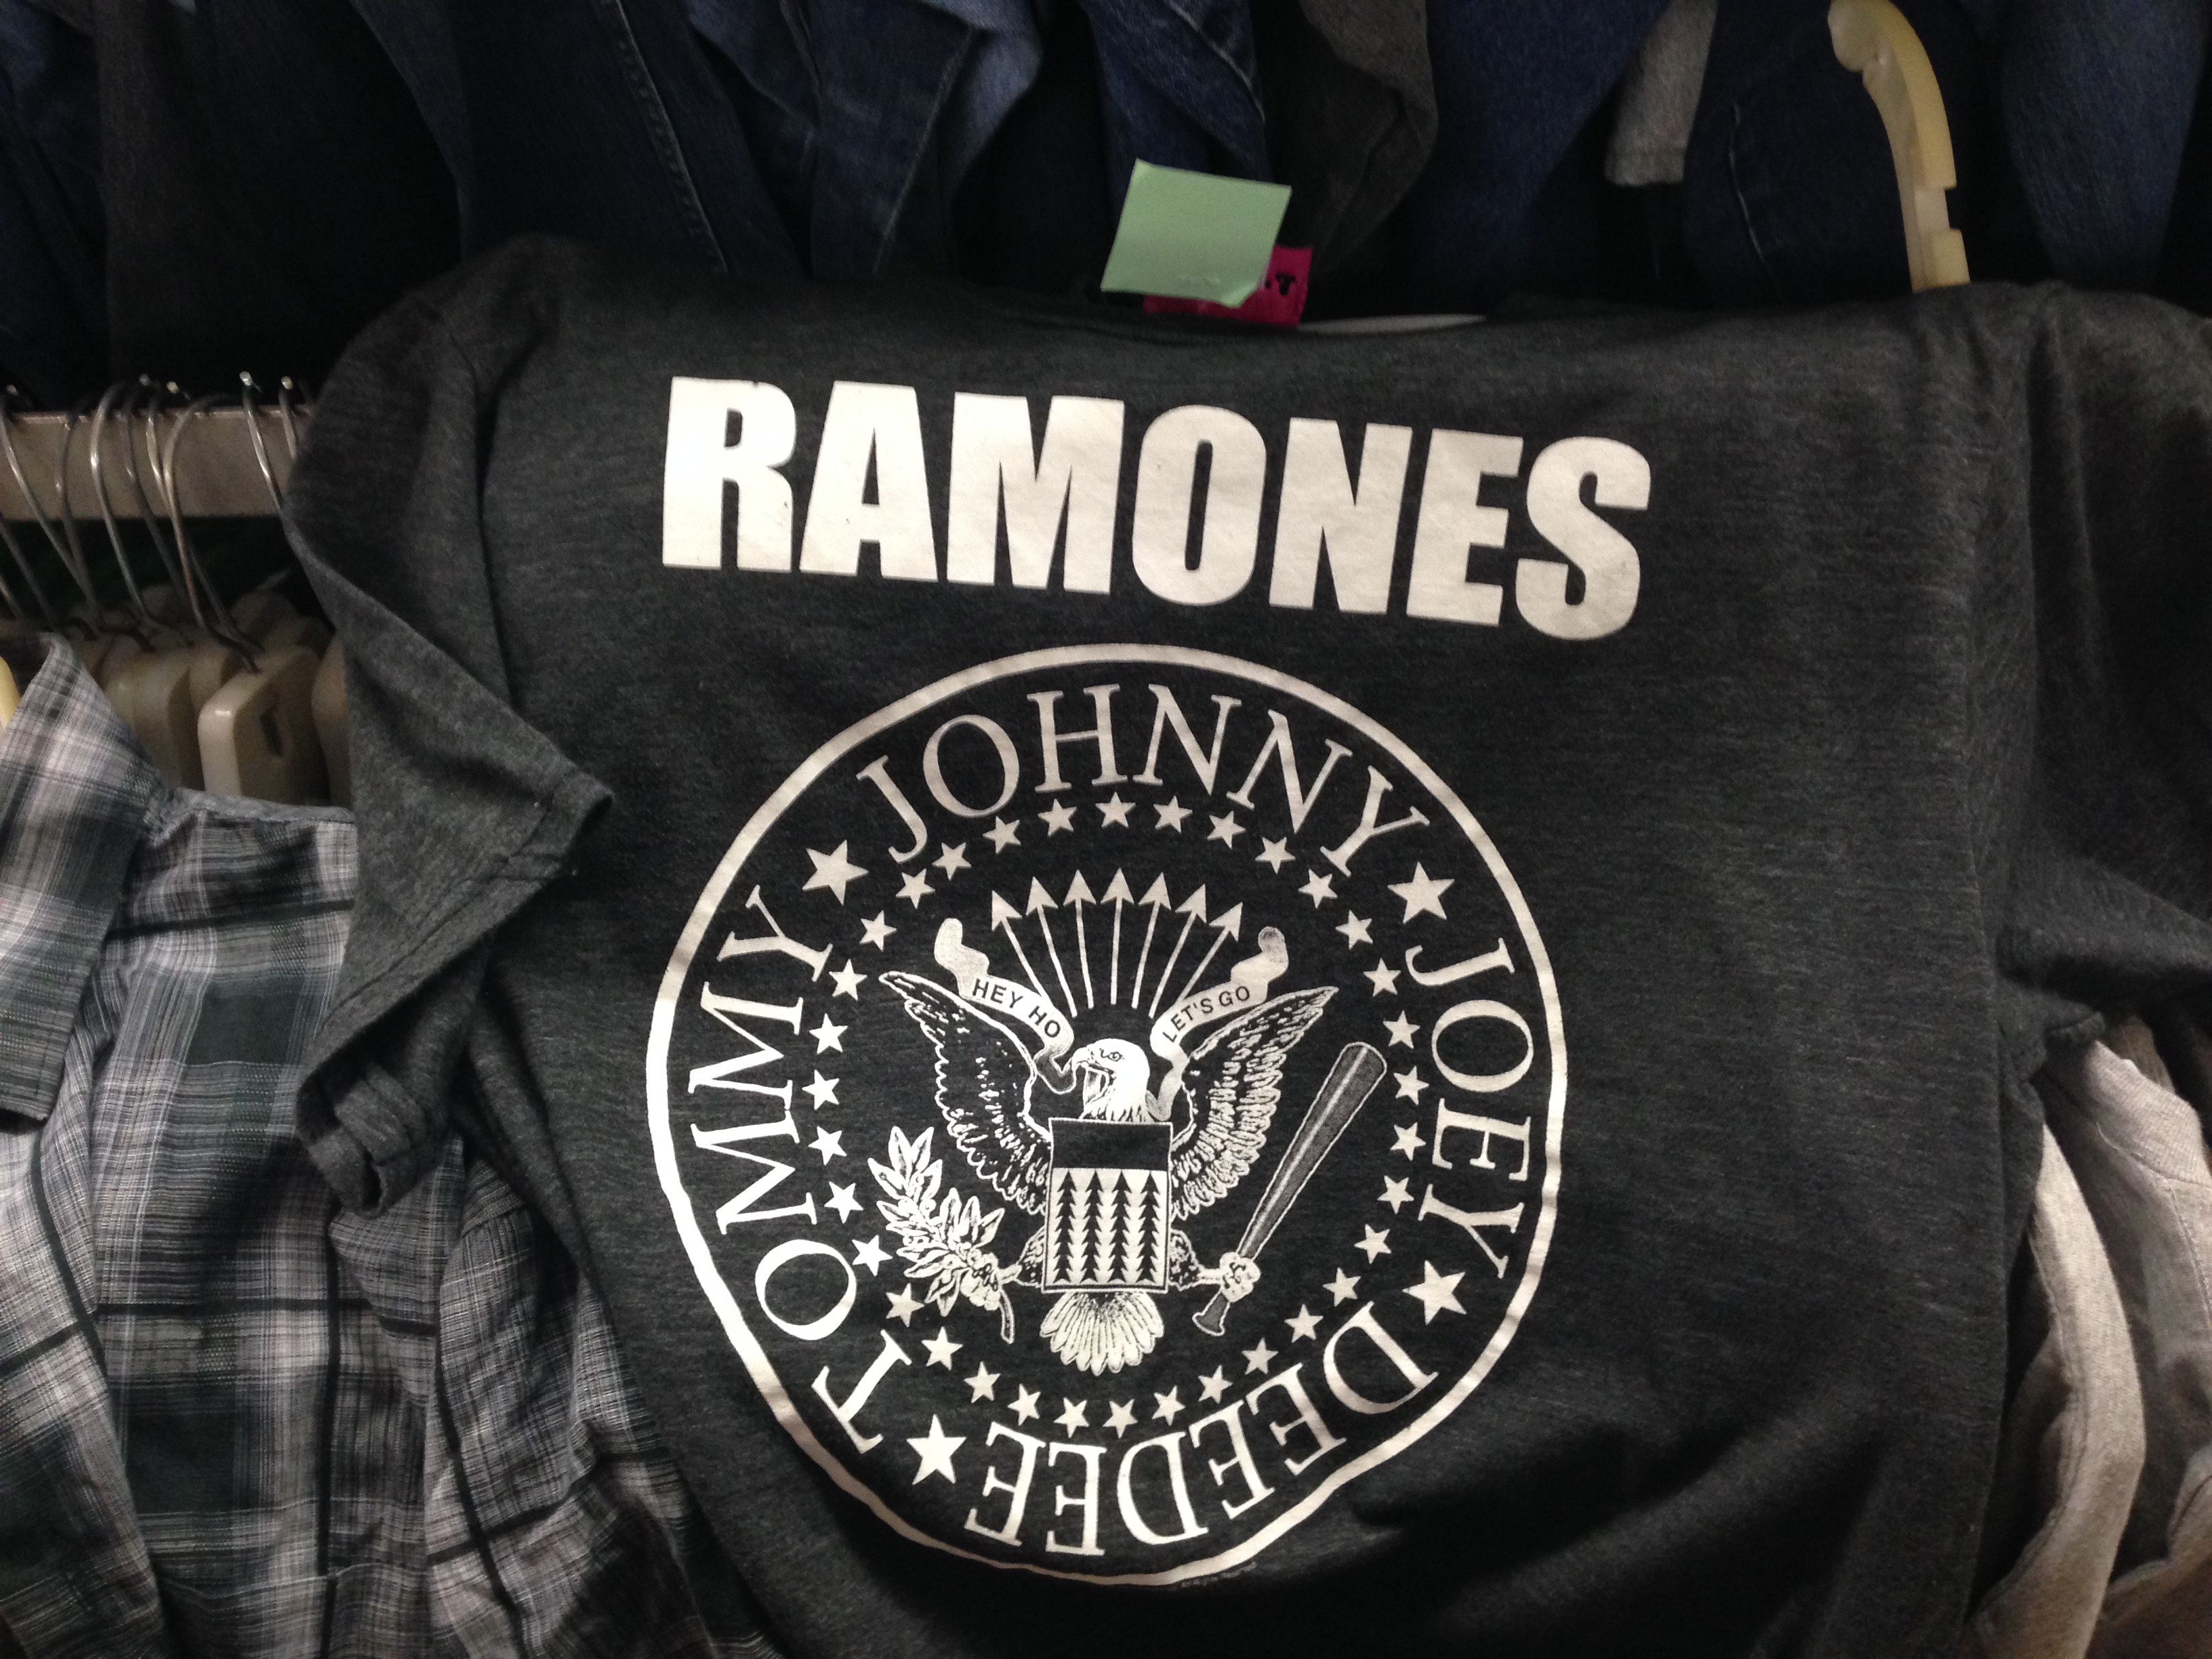 RAMONES
JOHNNY
JOEY
DEEDEE
TOMMY
HEY HO
LET'S GO